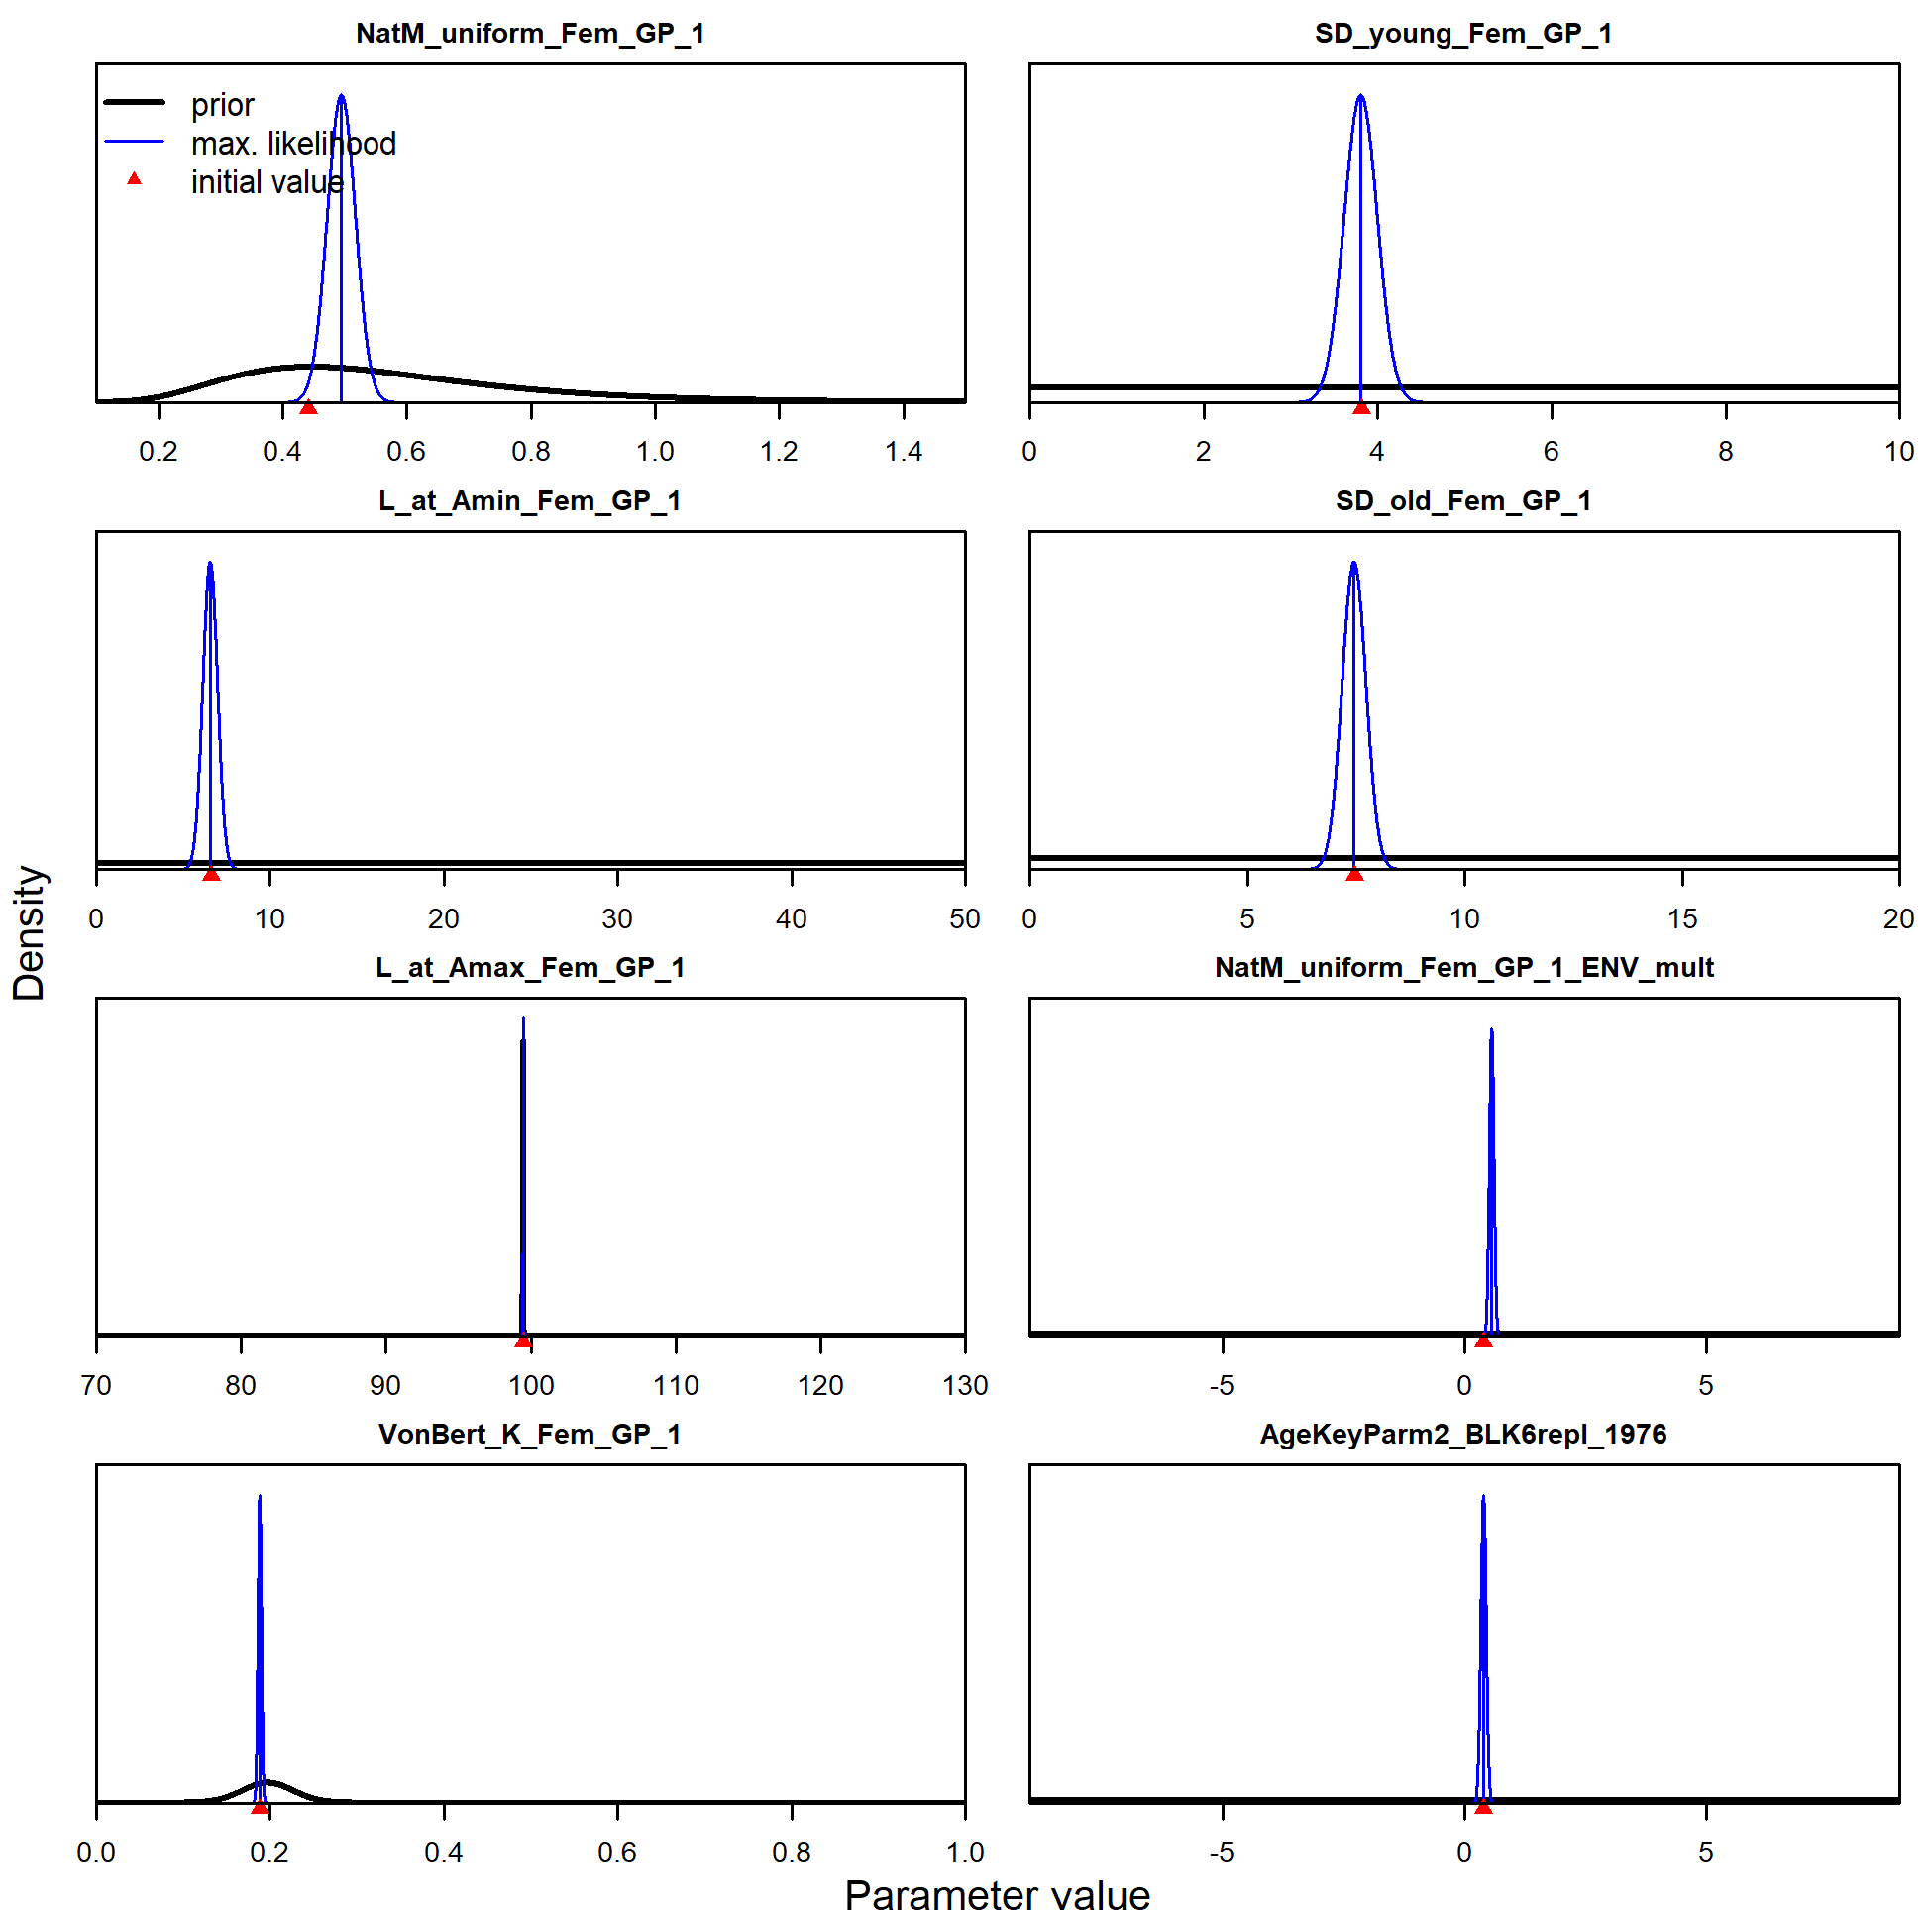 NatM_uniform_Fem_GP_1
prior
max. likelihood
initial value
0.2 0.4 0.6 0.8 1.0 1.2 1.4
SD_young_Fem_GP_1
0 2 4 6 8 10
L_at_Amin_Fem_GP_1
0 10 20 30 40 50
SD_old_Fem_GP_1
0 5 10 15 20
L_at_Amax_Fem_GP_1
70 80 90 100 110 120 130
NatM_uniform_Fem_GP_1_ENV_mult
-5 0 5
VonBert_K_Fem_GP_1
0.0 0.2 0.4 0.6 0.8 1.0
AgeKeyParm2_BLK6repl_1976
-5 0 5
Density
Parameter value